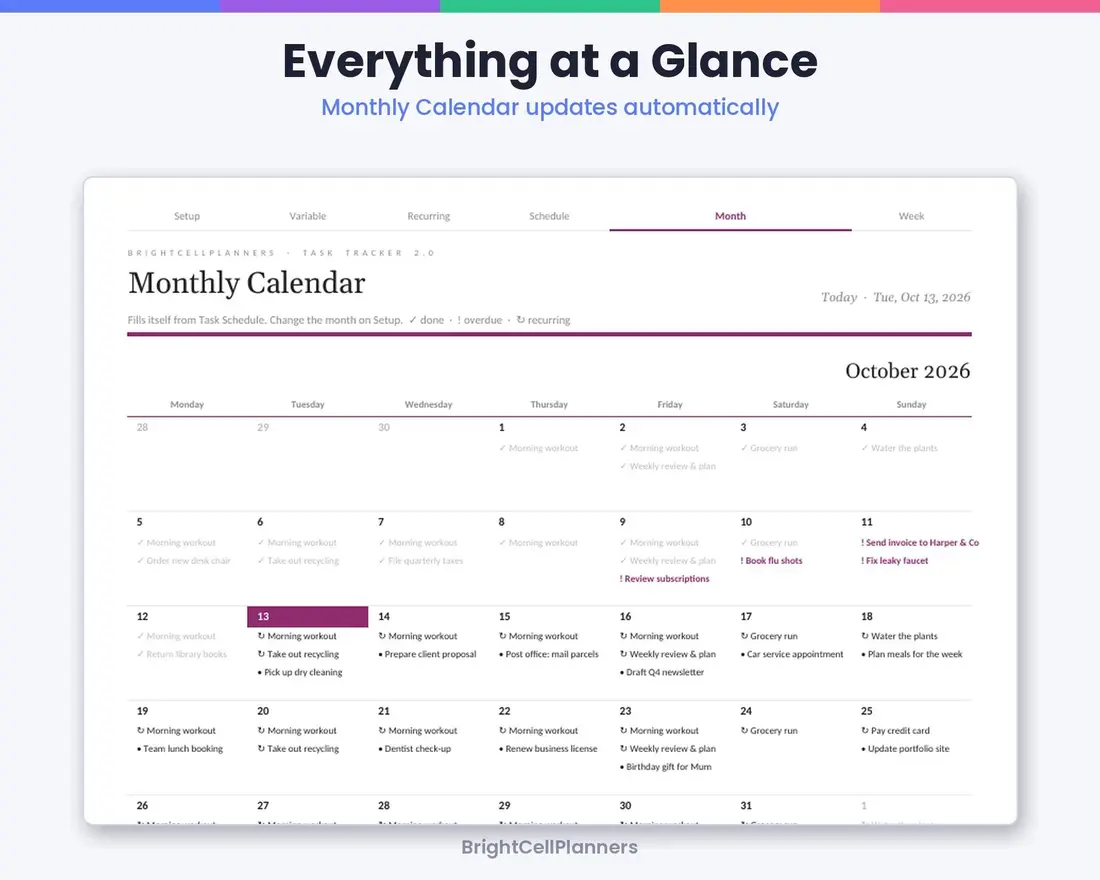 Everything at a Glance
Monthly Calendar updates automatically
Setup Variable Recurring Schedule Month Week
BRIGHTCELLPLANNERS · TASK TRACKER 2.0
Monthly Calendar
Today · Tue, Oct 13, 2026
Fills itself from Task Schedule. Change the month on Setup. ✓ done · ! overdue · ↻ recurring
October 2026
Monday Tuesday Wednesday Thursday Friday Saturday Sunday
28 29 30 1 2 3 4
✓ Morning workout ✓ Morning workout ✓ Grocery run ✓ Water the plants
✓ Weekly review & plan
5 6 7 8 9 10 11
✓ Morning workout ✓ Morning workout ✓ Morning workout ✓ Morning workout ✓ Morning workout ✓ Grocery run ! Send invoice to Harper & Co
✓ Order new desk chair ✓ Take out recycling ✓ File quarterly taxes ✓ Weekly review & plan ! Book flu shots ! Fix leaky faucet
! Review subscriptions
12 13 14 15 16 17 18
✓ Morning workout ↻ Morning workout ↻ Morning workout ↻ Morning workout ↻ Morning workout ↻ Grocery run ↻ Water the plants
✓ Return library books ↻ Take out recycling • Prepare client proposal • Post office: mail parcels ↻ Weekly review & plan • Car service appointment • Plan meals for the week
• Pick up dry cleaning • Draft Q4 newsletter
19 20 21 22 23 24 25
↻ Morning workout ↻ Morning workout ↻ Morning workout ↻ Morning workout ↻ Morning workout ↻ Grocery run ↻ Pay credit card
• Team lunch booking ↻ Take out recycling • Dentist check-up • Renew business license ↻ Weekly review & plan • Update portfolio site
• Birthday gift for Mum
26 27 28 29 30 31 1
BrightCellPlanners